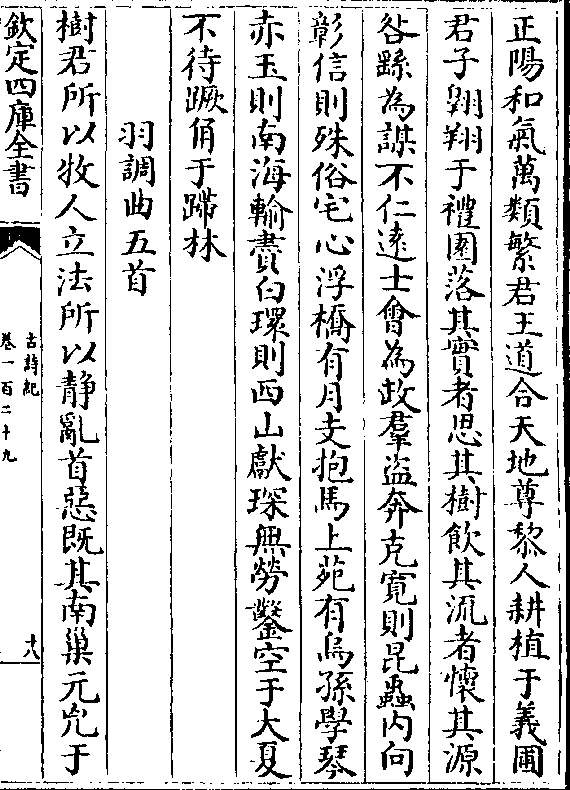 正陽和氣萬類繁君王道合天地尊黎人耕植于義圃
君子翱翔于禮園落其實者思其樹飲其流者懷其源
咎繇為謀不仁遠士會為政羣盜奔克寛則昆蟲内向
彰信則殊俗宅心浮橋有月支抱馬上苑有烏孫學琴
赤玉則南海輸賮白環則西山獻琛無勞鑿空于大夏
不待蹶角于蹛林
羽調曲五首
樹君所以牧人立法所以静亂首惡既其南巢元兇于
欽定四庫全書
古詩紀
卷一百二十九
十八